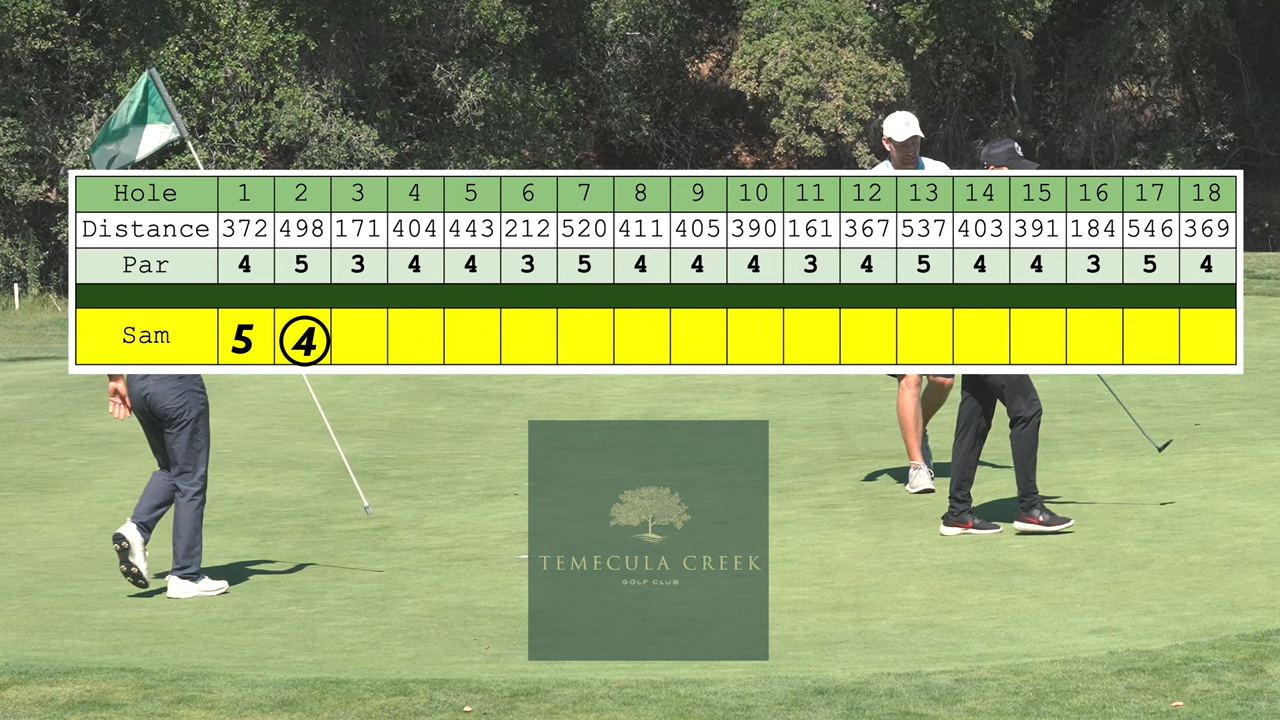 Hole 1 2 3 4 5 6 7 8 9 10 11 12 13 14 15 16 17 18
Distance 372 498 171 404 443 212 520 411 405 390 161 367 537 403 391 184 546 369
Par 4 5 3 4 4 3 5 4 4 4 3 4 5 4 4 3 5 4
Sam 5 4
TEMECULA CREEK
GOLF CLUB